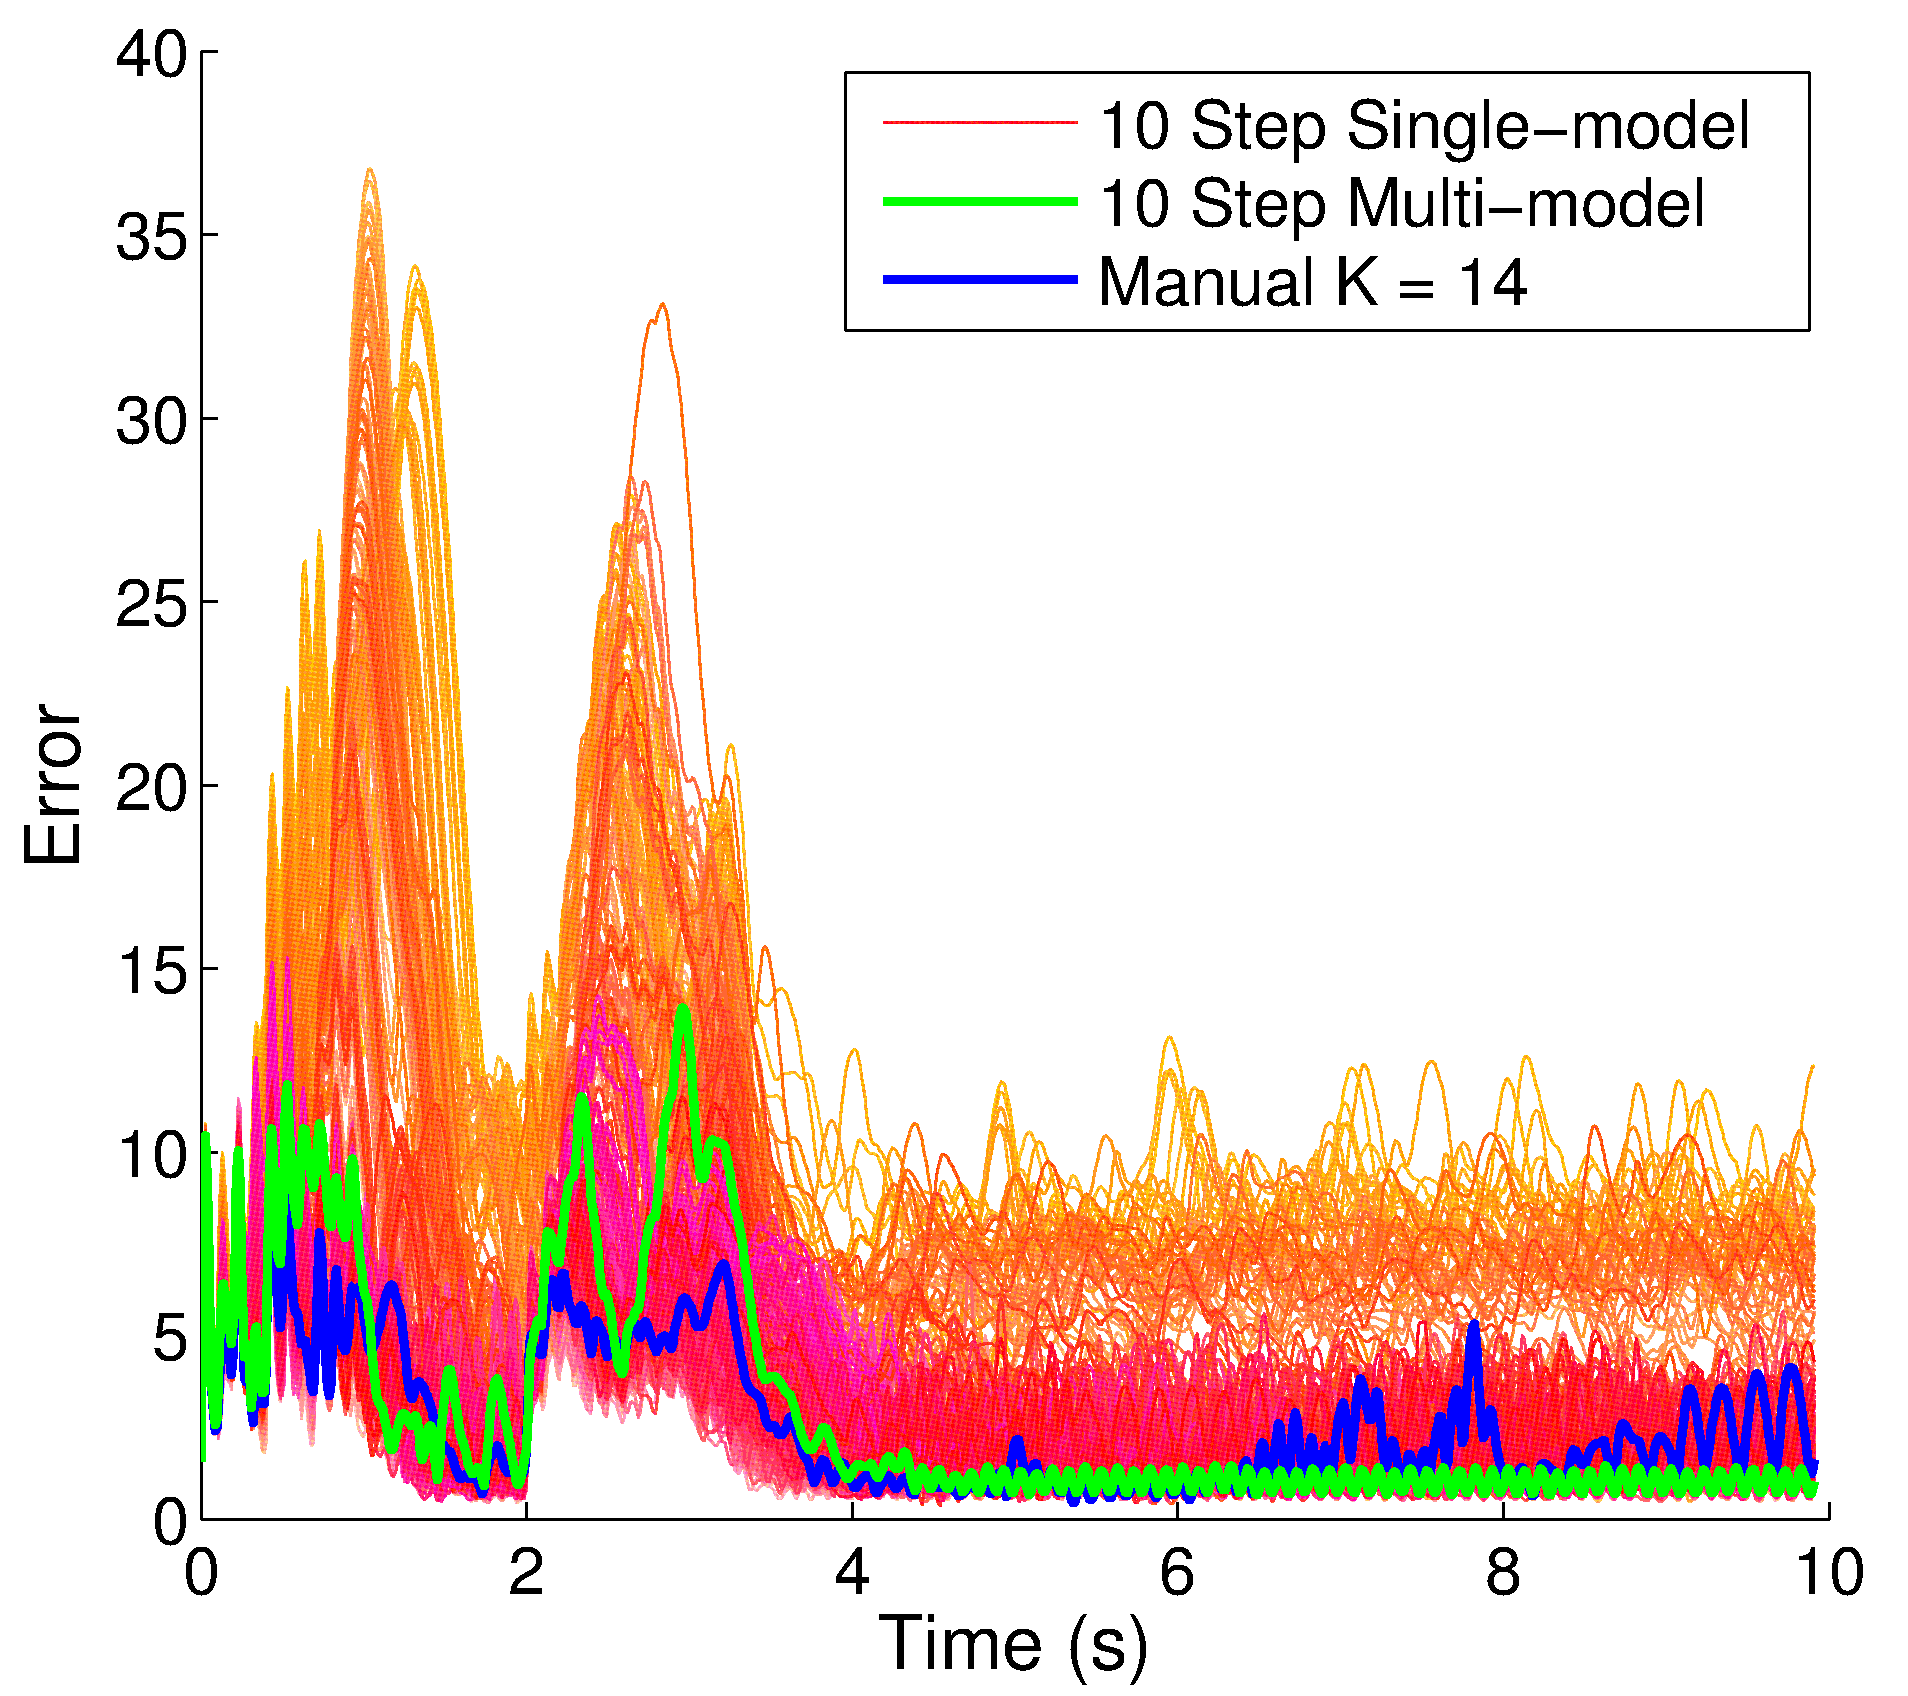 40
35
30
25
20
15
10
5
0
Error
10 Step Single−model
10 Step Multi−model
Manual K = 14
0 2 4 6 8 10
Time (s)